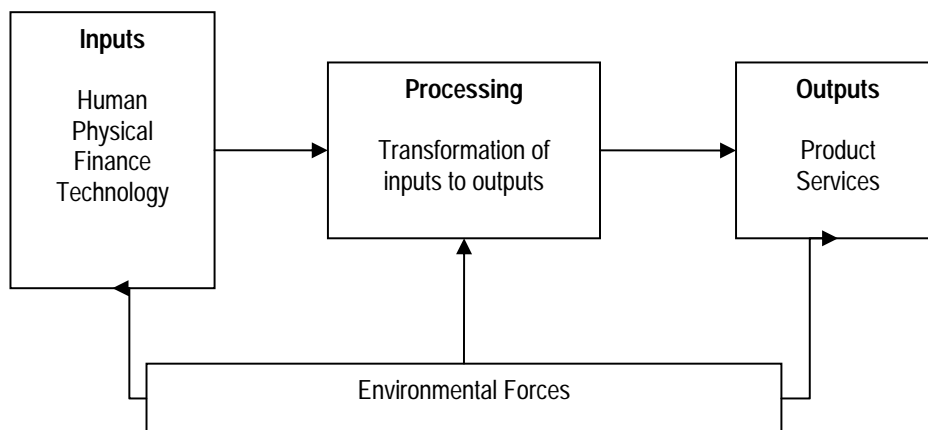 Inputs
Human
Physical
Finance
Technology
Processing
Transformation of
inputs to outputs
Outputs
Product
Services
Environmental Forces